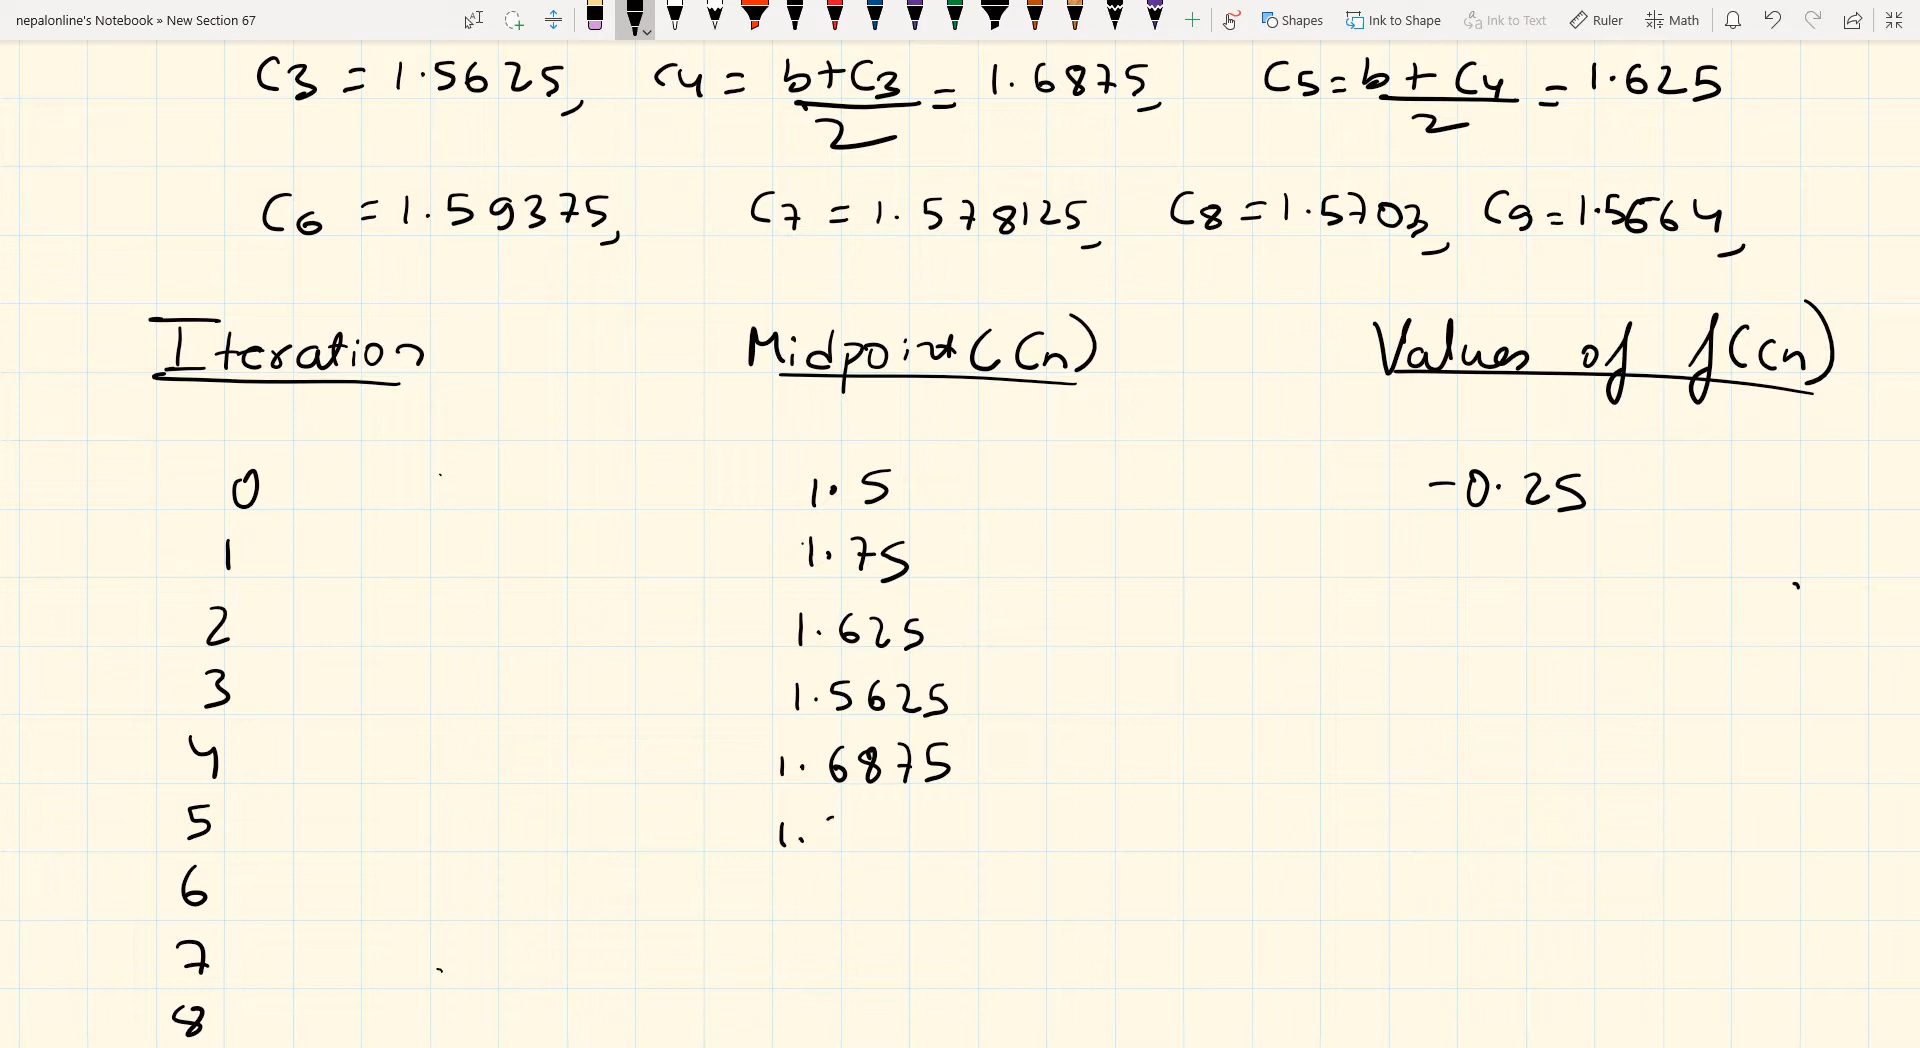 nepalonline's Notebook » New Section 67 Shapes Ink to Shape Ink to Text Ruler Math
C3 = 1.5625, C4 = b+C3/2 = 1.6875, C5 = b+C4/2 = 1.625
C6 = 1.59375, C7 = 1.578125, C8 = 1.5703, C9 = 1.5664,
Iteration Midpoint (Cn) Values of f(Cn)
0 1.5 -0.25
1 1.75
2 1.625
3 1.5625
4 1.6875
5 1.
6
7
8